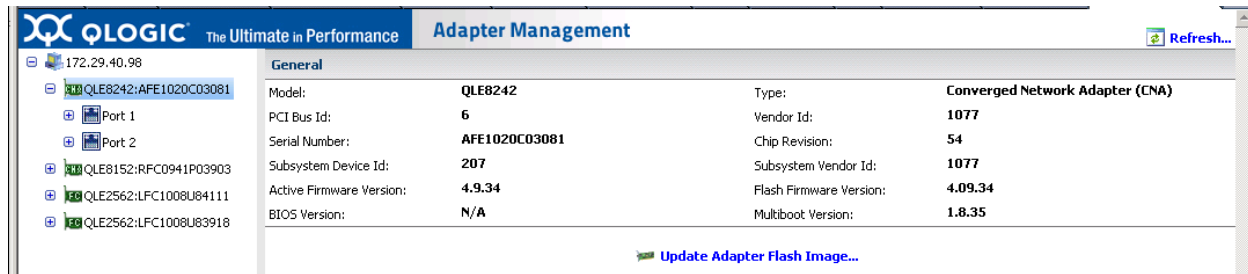 QLOGIC The Ultimate in Performance Adapter Management
Refresh...
172.29.40.98
QLE8242:AFE1020C03081
Port 1
Port 2
QLE8152:RFC0941P03903
QLE2562:LFC1008U84111
QLE2562:LFC1008U83918
General
Model: QLE8242 Type: Converged Network Adapter (CNA)
PCI Bus Id: 6 Vendor Id: 1077
Serial Number: AFE1020C03081 Chip Revision: 54
Subsystem Device Id: 207 Subsystem Vendor Id: 1077
Active Firmware Version: 4.9.34 Flash Firmware Version: 4.09.34
BIOS Version: N/A Multiboot Version: 1.8.35
Update Adapter Flash Image...